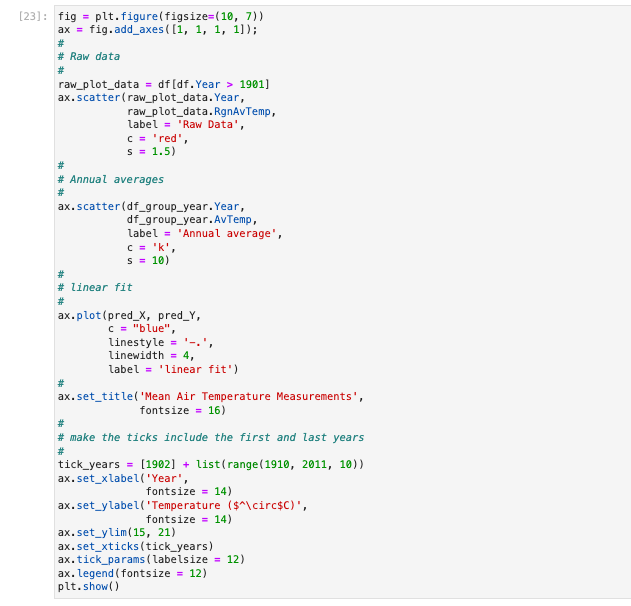 [23]: fig = plt.figure(figsize=(10, 7))
ax = fig.add_axes([1, 1, 1, 1]);
#
# Raw data
#
raw_plot_data = df[df.Year > 1901]
ax.scatter(raw_plot_data.Year,
           raw_plot_data.RgnAvTemp,
           label = 'Raw Data',
           c = 'red',
           s = 1.5)
#
# Annual averages
#
ax.scatter(df_group_year.Year,
           df_group_year.AvTemp,
           label = 'Annual average',
           c = 'k',
           s = 10)
#
# linear fit
#
ax.plot(pred_X, pred_Y,
        c = "blue",
        linestyle = '-.',
        linewidth = 4,
        label = 'linear fit')
#
ax.set_title('Mean Air Temperature Measurements',
             fontsize = 16)
#
# make the ticks include the first and last years
#
tick_years = [1902] + list(range(1910, 2011, 10))
ax.set_xlabel('Year',
              fontsize = 14)
ax.set_ylabel('Temperature ($^\circ$C)',
              fontsize = 14)
ax.set_ylim(15, 21)
ax.set_xticks(tick_years)
ax.tick_params(labelsize = 12)
ax.legend(fontsize = 12)
plt.show()